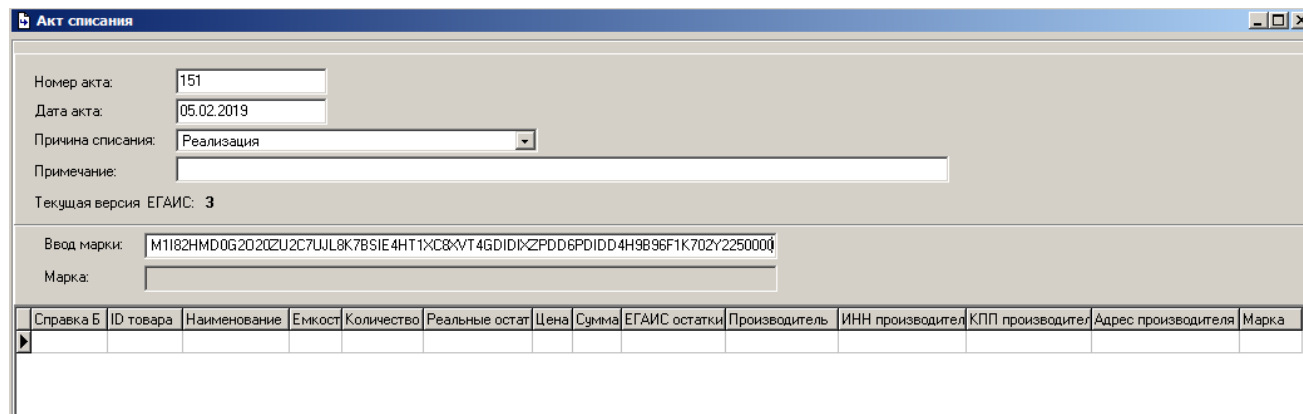 Акт списания
Номер акта: 151
Дата акта: 05.02.2019
Причина списания: Реализация
Примечание:
Текущая версия ЕГАИС: 3
Ввод марки: M1I82HMD0G2O20ZU2C7UJL8K7BSIE4HT1XC8XVT4GDIDIXZPDD6PDIDD4H9B96F1K702Y2250000
Марка:
Справка Б ID товара Наименование Емкост Количество Реальные остат Цена Сумма ЕГАИС остатки Производитель ИНН производител КПП производител Адрес производителя Марка